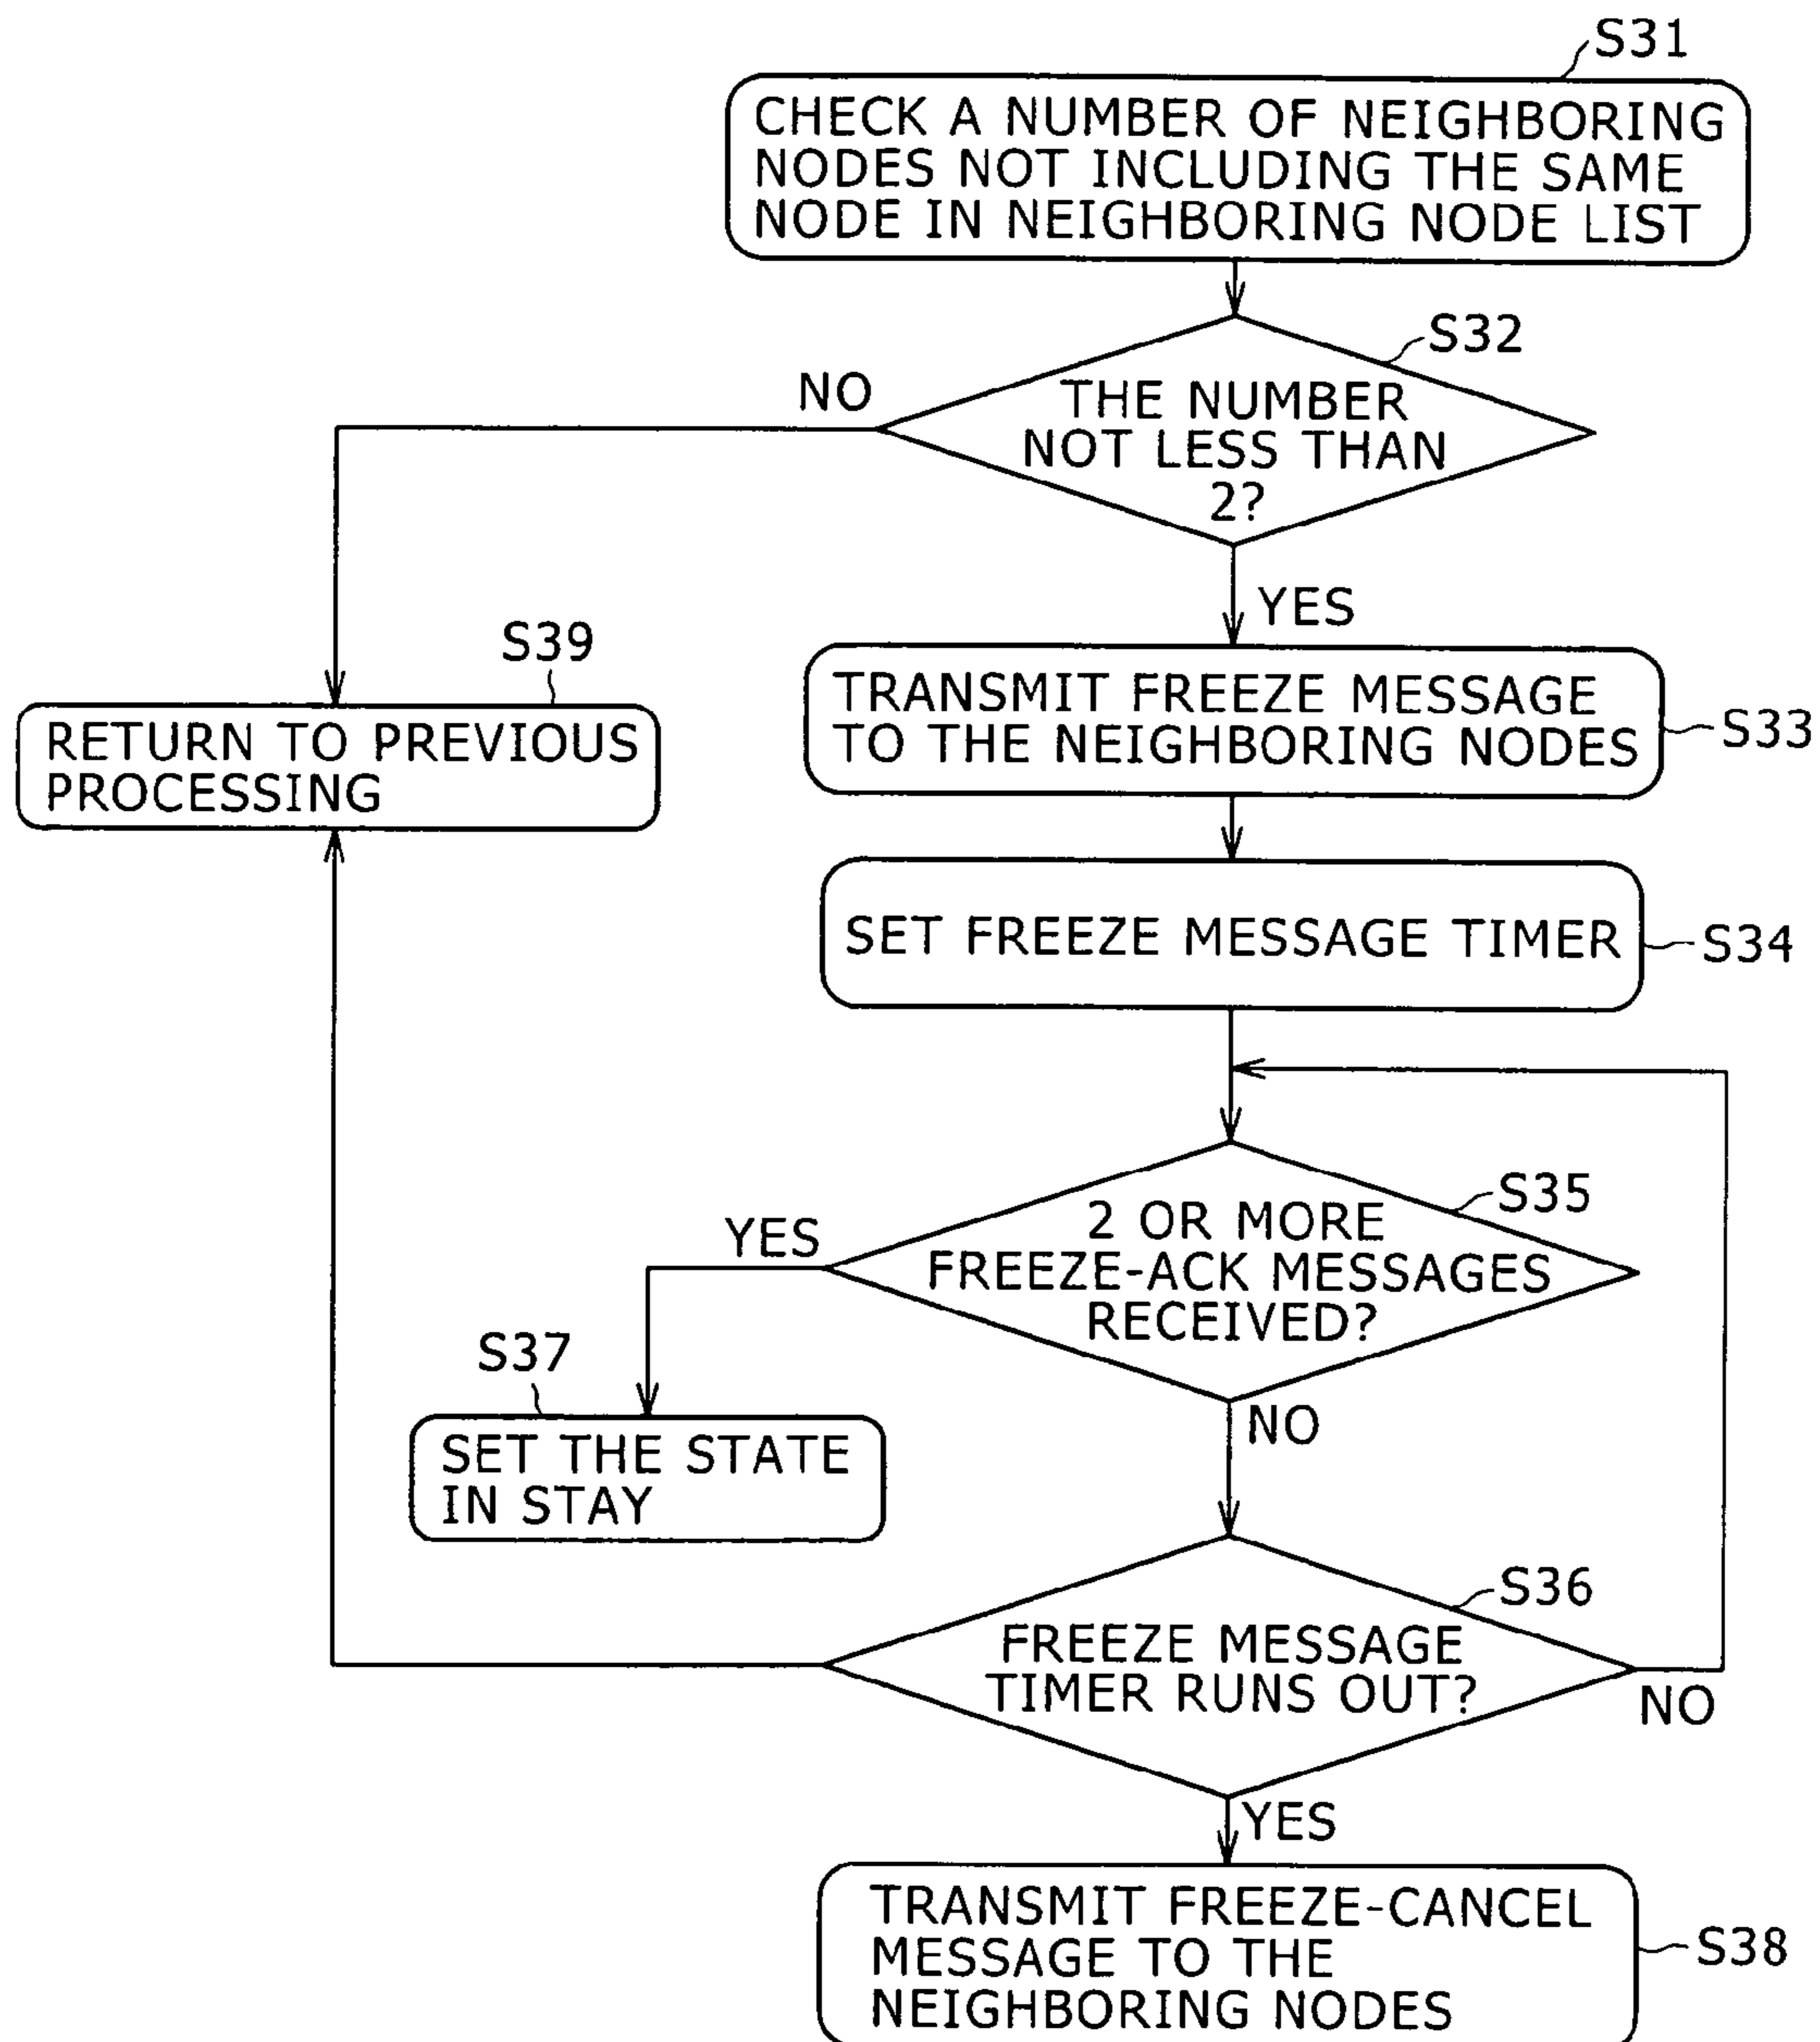 S31
CHECK A NUMBER OF NEIGHBORING
NODES NOT INCLUDING THE SAME
NODE IN NEIGHBORING NODE LIST
S32
NO
THE NUMBER
NOT LESS THAN
2?
YES
S39
RETURN TO PREVIOUS
PROCESSING
TRANSMIT FREEZE MESSAGE
TO THE NEIGHBORING NODES
S33
SET FREEZE MESSAGE TIMER
S34
S35
YES
2 OR MORE
FREEZE-ACK MESSAGES
RECEIVED?
S37
SET THE STATE
IN STAY
NO
S36
FREEZE MESSAGE
TIMER RUNS OUT?
NO
YES
TRANSMIT FREEZE-CANCEL
MESSAGE TO THE
NEIGHBORING NODES
S38